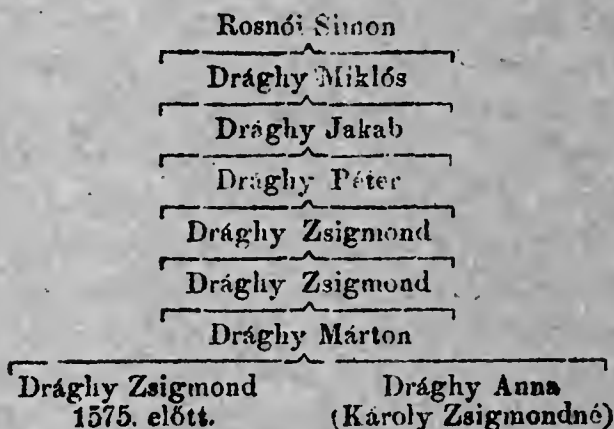 Rosnói Simon
Drághy Miklós
Drághy Jakab
Drághy Péter
Drághy Zsigmond
Drághy Zsigmond
Drághy Márton
Drághy Zsigmond Drághy Anna
1575. előtt. (Károly Zsigmondné)